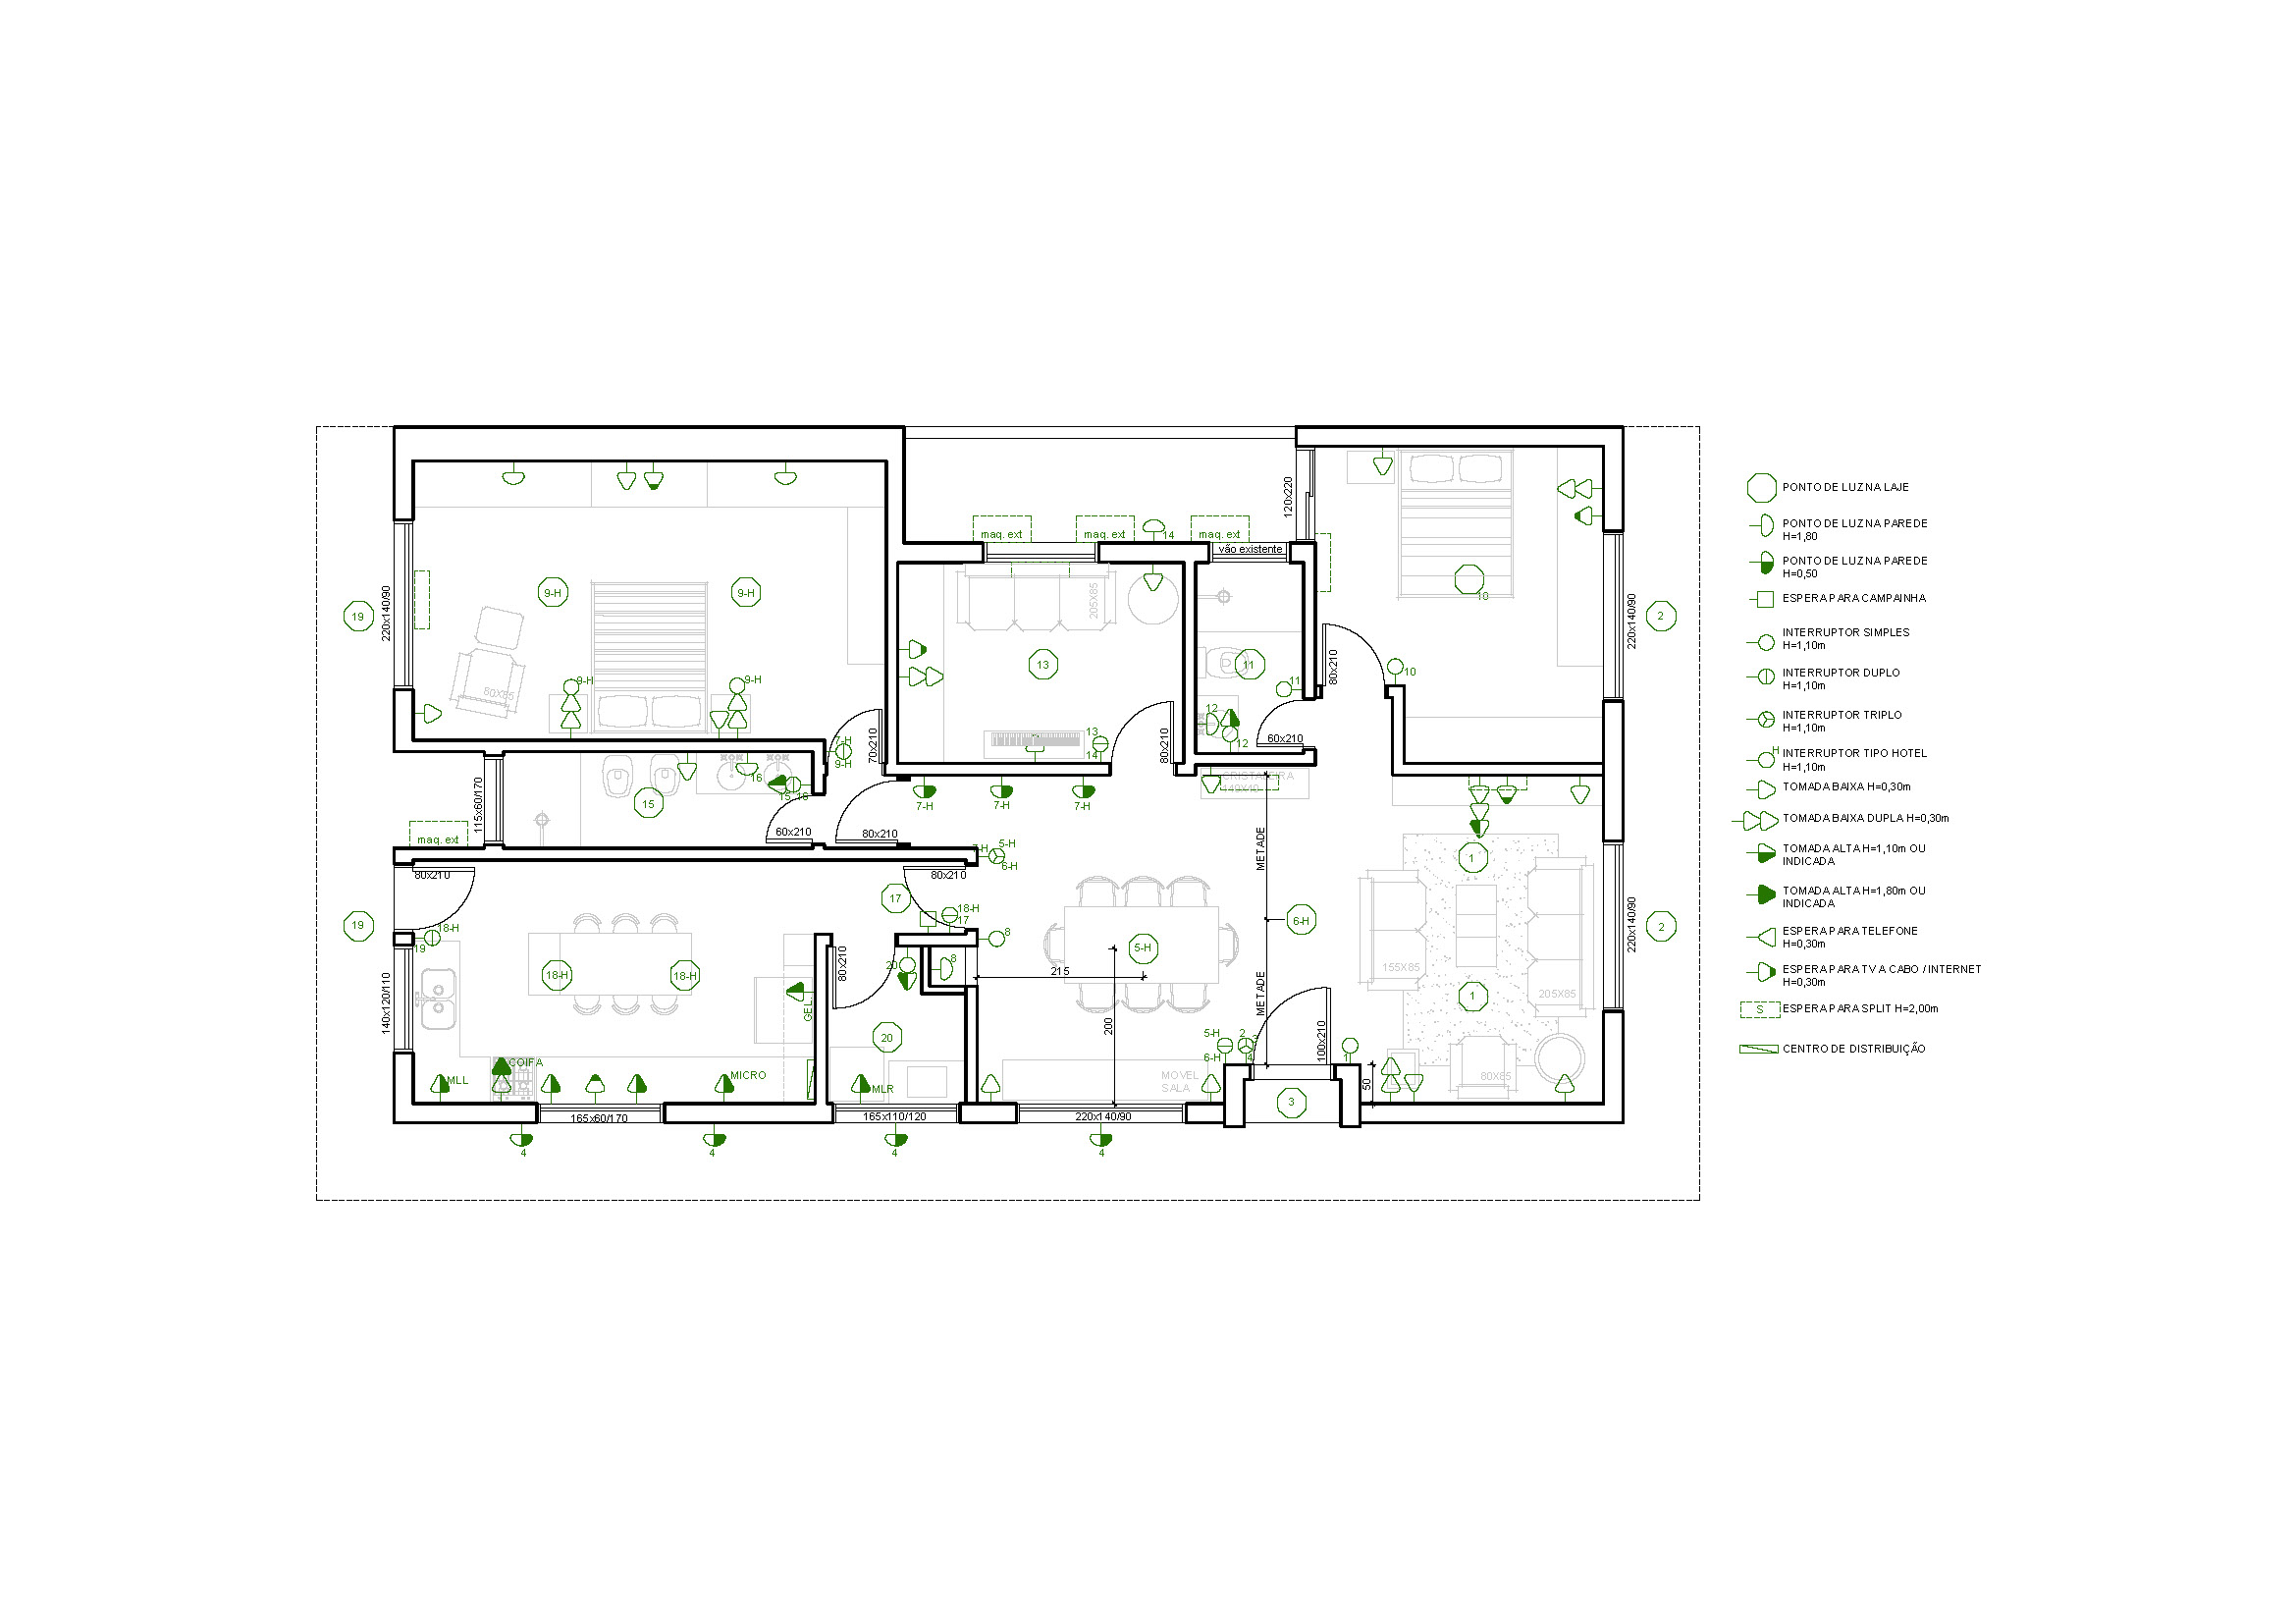 PONTO DE LUZ NA LAJE
PONTO DE LUZ NA PAREDE
H=1,80
PONTO DE LUZ NA PAREDE
H=0,50
ESPERA PARA CAMPAINHA
INTERRUPTOR SIMPLES
H=1,10m
INTERRUPTOR DUPLO
H=1,10m
INTERRUPTOR TRIPLO
H=1,10m
H
INTERRUPTOR TIPO HOTEL
H=1,10m
TOMADA BAIXA H=0,30m
TOMADA BAIXA DUPLA H=0,30m
TOMADA ALTA H=1,10m OU
INDICADA
TOMADA ALTA H=1,80m OU
INDICADA
ESPERA PARA TELEFONE
H=0,30m
ESPERA PARA TV A CABO / INTERNET
H=0,30m
S
ESPERA PARA SPLIT H=2,00m
CENTRO DE DISTRIBUIÇÃO
120x220
maq. ext
maq. ext
14
maq. ext
vão existente
19
220x140/90
9-H
9-H
205X85
10
220x140/90
2
80X85
9-H
9-H
13
11
11
80x210
10
7-H
9-H
70x210
13
14
80x210
12
12
60x210
115x60/170
15
16
15
16
60x210
80x210
7-H
7-H
7-H
CRISTALEIRA
140X40
maq. ext
METADE
80x210
80x210
7-H
5-H
6-H
1
19
18-H
19
17
18-H
17
8
5-H
6-H
220x140/90
2
140x120/110
18-H
18-H
80x210
20
8
215
METADE
155X85
205X85
1
GEL.
20
200
5-H
6-H
2
3
4
100x210
1
50
80X85
MLL
COIFA
MICRO
MLR
MOVEL
SALA
3
165x60/170
165x110/120
220x140/90
4
4
4
4